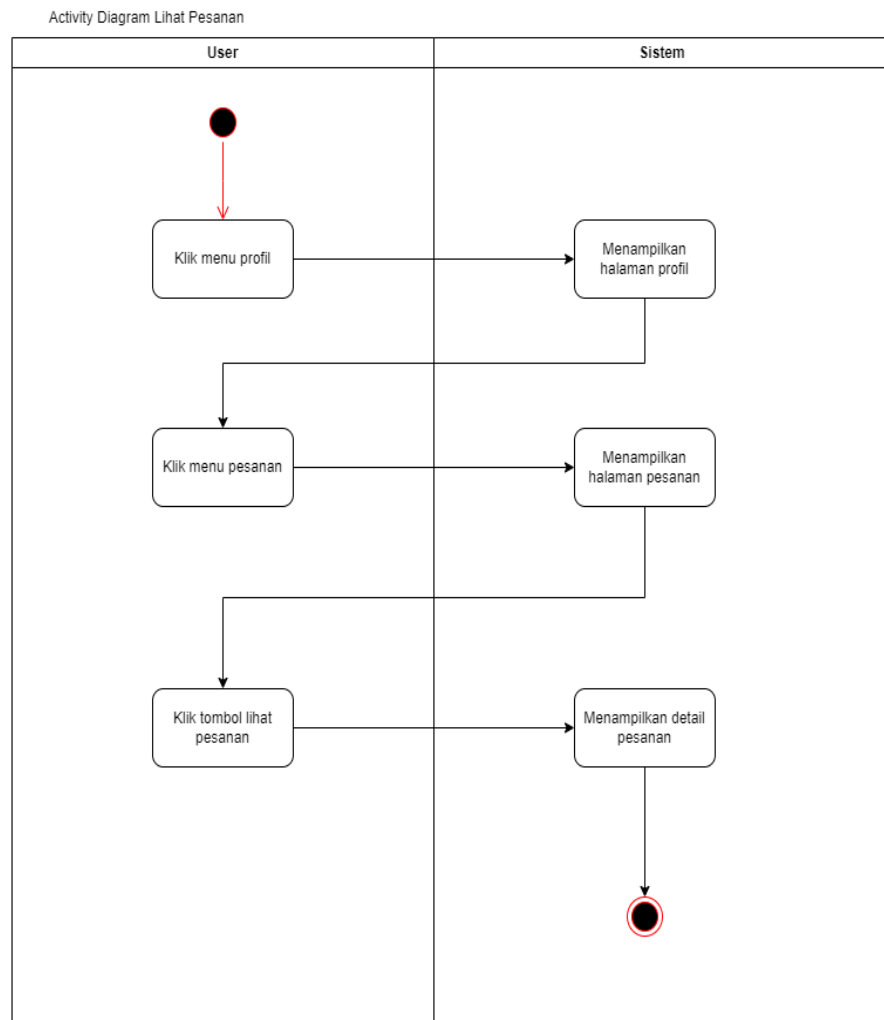 Activity Diagram Lihat Pesanan
User
Sistem
Klik menu profil
Menampilkan
halaman profil
Klik menu pesanan
Menampilkan
halaman pesanan
Klik tombol lihat
pesanan
Menampilkan detail
pesanan